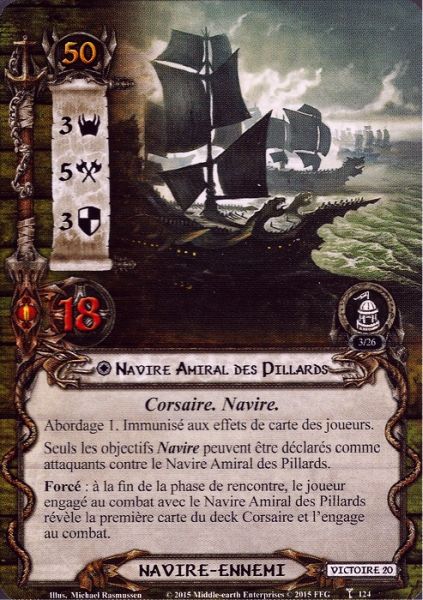 50
3
5
3
18
3/26
Navire Amiral des Pillards
Corsaire. Navire.
Abordage 1. Immunisé aux effets de carte des joueurs.
Seuls les objectifs Navire peuvent être déclarés comme
attaquants contre le Navire Amiral des Pillards.
Forcé : à la fin de la phase de rencontre, le joueur
engagé au combat avec le Navire Amiral des Pillards
révèle la première carte du deck Corsaire et l'engage
au combat.
NAVIRE-ENNEMI
VICTOIRE 20
Illus. Michael Rasmussen © 2015 Middle-earth Enterprises © 2015 FFG 124